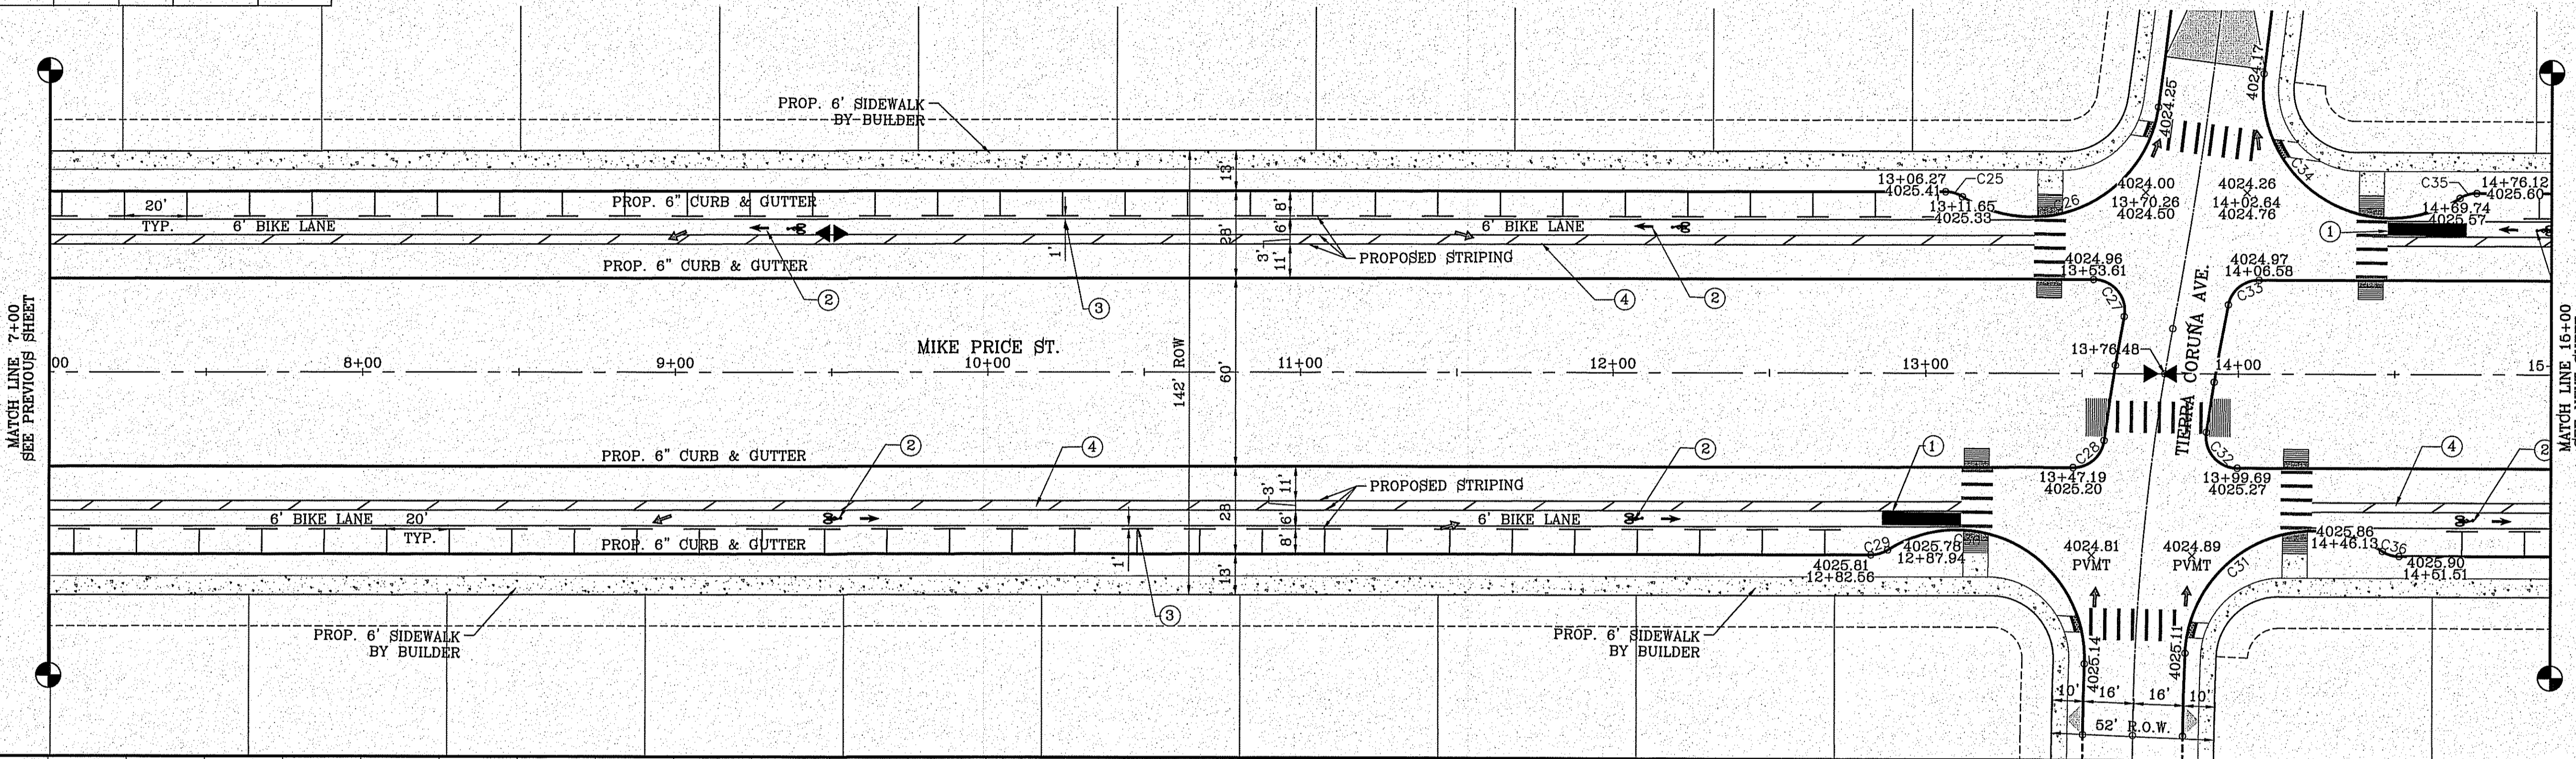 PROP. 6' SIDEWALK
BY BUILDER
13'
20'
TYP.
PROP. 6" CURB & GUTTER
6' BIKE LANE
8'
6'
28'
3'
11'
1'
6' BIKE LANE
PROPOSED STRIPING
PROP. 6" CURB & GUTTER
2
3
4
2
MATCH LINE 7+00
SEE PREVIOUS SHEET
00
8+00
9+00
MIKE PRICE ST.
10+00
142' ROW
60'
11+00
12+00
13+00
14+00
15
MATCH LINE 15+00
13+06.27
4025.41
C25
13+11.65
4025.33
C26
4024.25
4024.17
4024.00
13+70.26
4024.50
4024.26
14+02.64
4024.76
C34
C35
14+76.12
4025.60
14+69.74
4025.57
1
4024.96
13+53.61
4024.97
14+06.58
C27
C33
13+76.48
TIERRA CORUÑA AVE.
C28
13+47.19
4025.20
C32
13+99.69
4025.27
PROP. 6" CURB & GUTTER
2
4
2
1
4
2
11'
3'
PROPOSED STRIPING
28
6'
8'
6' BIKE LANE
20'
TYP.
6' BIKE LANE
PROP. 6" CURB & GUTTER
1'
13'
3
C29
4025.78
12+87.94
4025.81
12+82.56
4024.81
PVMT
4024.89
PVMT
4025.86
14+46.13
C36
4025.90
14+51.51
C31
PROP. 6' SIDEWALK
BY BUILDER
PROP. 6' SIDEWALK
BY BUILDER
4025.14
4025.11
10'
16'
16'
10'
52' R.O.W.